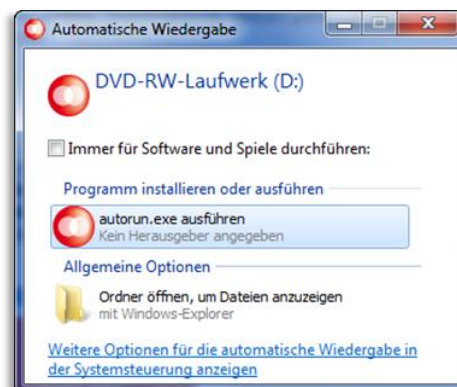 Automatische Wiedergabe
DVD-RW-Laufwerk (D:)
Immer für Software und Spiele durchführen:
Programm installieren oder ausführen
autorun.exe ausführen
Kein Herausgeber angegeben
Allgemeine Optionen
Ordner öffnen, um Dateien anzuzeigen
mit Windows-Explorer
Weitere Optionen für die automatische Wiedergabe in
der Systemsteuerung anzeigen